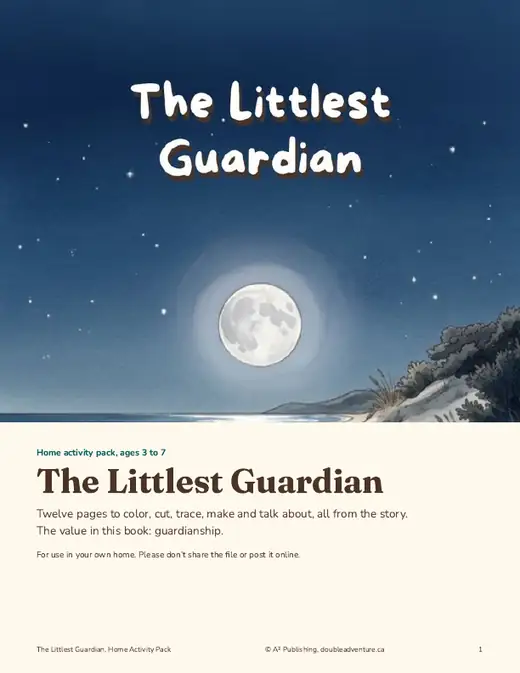 The Littlest
Guardian
Home activity pack, ages 3 to 7
The Littlest Guardian
Twelve pages to color, cut, trace, make and talk about, all from the story.
The value in this book: guardianship.
For use in your own home. Please don't share the file or post it online.
The Littlest Guardian. Home Activity Pack
© A² Publishing, doubleadventure.ca
1